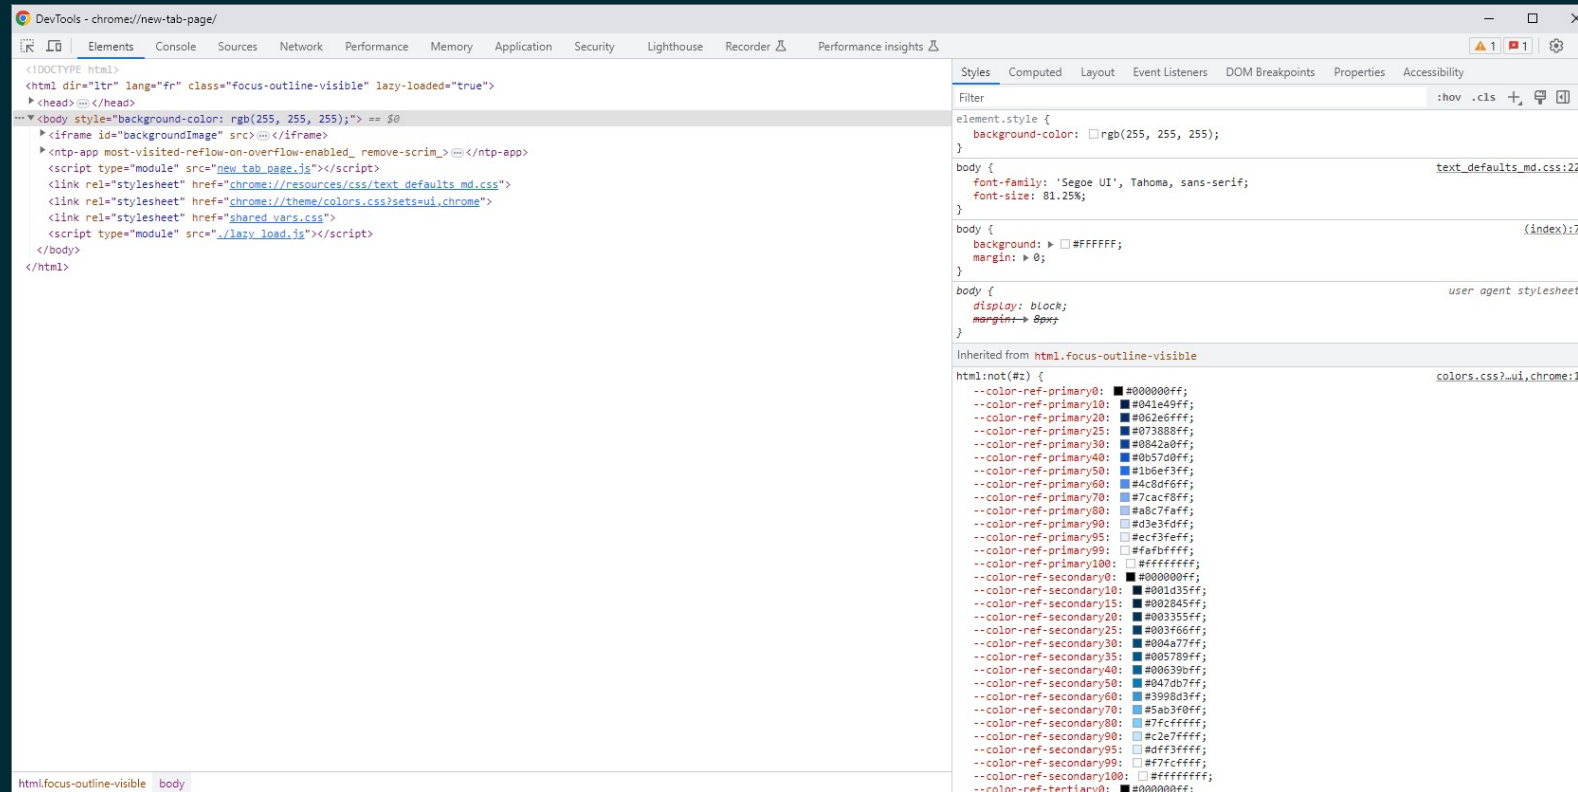 DevTools - chrome://new-tab-page/
Elements Console Sources Network Performance Memory Application Security Lighthouse Recorder Performance insights 1 1
<!DOCTYPE html>
<html dir="ltr" lang="fr" class="focus-outline-visible" lazy-loaded="true">
<head> … </head>
… <body style="background-color: rgb(255, 255, 255);"> == $0
<iframe id="backgroundImage" src> … </iframe>
<ntp-app most-visited-reflow-on-overflow-enabled_ remove-scrim_> … </ntp-app>
<script type="module" src="new_tab_page.js"></script>
<link rel="stylesheet" href="chrome://resources/css/text_defaults_md.css">
<link rel="stylesheet" href="chrome://theme/colors.css?sets=ui,chrome">
<link rel="stylesheet" href="shared_vars.css">
<script type="module" src="./lazy_load.js"></script>
</body>
</html>
html.focus-outline-visible body
Styles Computed Layout Event Listeners DOM Breakpoints Properties Accessibility
Filter :hov .cls
element.style {
background-color: rgb(255, 255, 255);
}
body { text_defaults_md.css:22
font-family: 'Segoe UI', Tahoma, sans-serif;
font-size: 81.25%;
}
body { (index):7
background: #FFFFFF;
margin: 0;
}
body { user agent stylesheet
display: block;
margin: 8px;
}
Inherited from html.focus-outline-visible
html:not(#z) { colors.css?…ui,chrome:1
--color-ref-primary0: #000000ff;
--color-ref-primary10: #041e49ff;
--color-ref-primary20: #062e6fff;
--color-ref-primary25: #073888ff;
--color-ref-primary30: #0842a0ff;
--color-ref-primary40: #0b57d0ff;
--color-ref-primary50: #1b6ef3ff;
--color-ref-primary60: #4c8df6ff;
--color-ref-primary70: #7cacf8ff;
--color-ref-primary80: #a8c7faff;
--color-ref-primary90: #d3e3fdff;
--color-ref-primary95: #ecf3feff;
--color-ref-primary99: #fafbffff;
--color-ref-primary100: #ffffffff;
--color-ref-secondary0: #000000ff;
--color-ref-secondary10: #001d35ff;
--color-ref-secondary15: #002845ff;
--color-ref-secondary20: #003355ff;
--color-ref-secondary25: #003f66ff;
--color-ref-secondary30: #004a77ff;
--color-ref-secondary35: #005789ff;
--color-ref-secondary40: #00639bff;
--color-ref-secondary50: #047db7ff;
--color-ref-secondary60: #3998d3ff;
--color-ref-secondary70: #5ab3f0ff;
--color-ref-secondary80: #7fcfffff;
--color-ref-secondary90: #c2e7ffff;
--color-ref-secondary95: #dff3ffff;
--color-ref-secondary99: #f7fcffff;
--color-ref-secondary100: #ffffffff;
--color-ref-tertiary0: #000000ff;